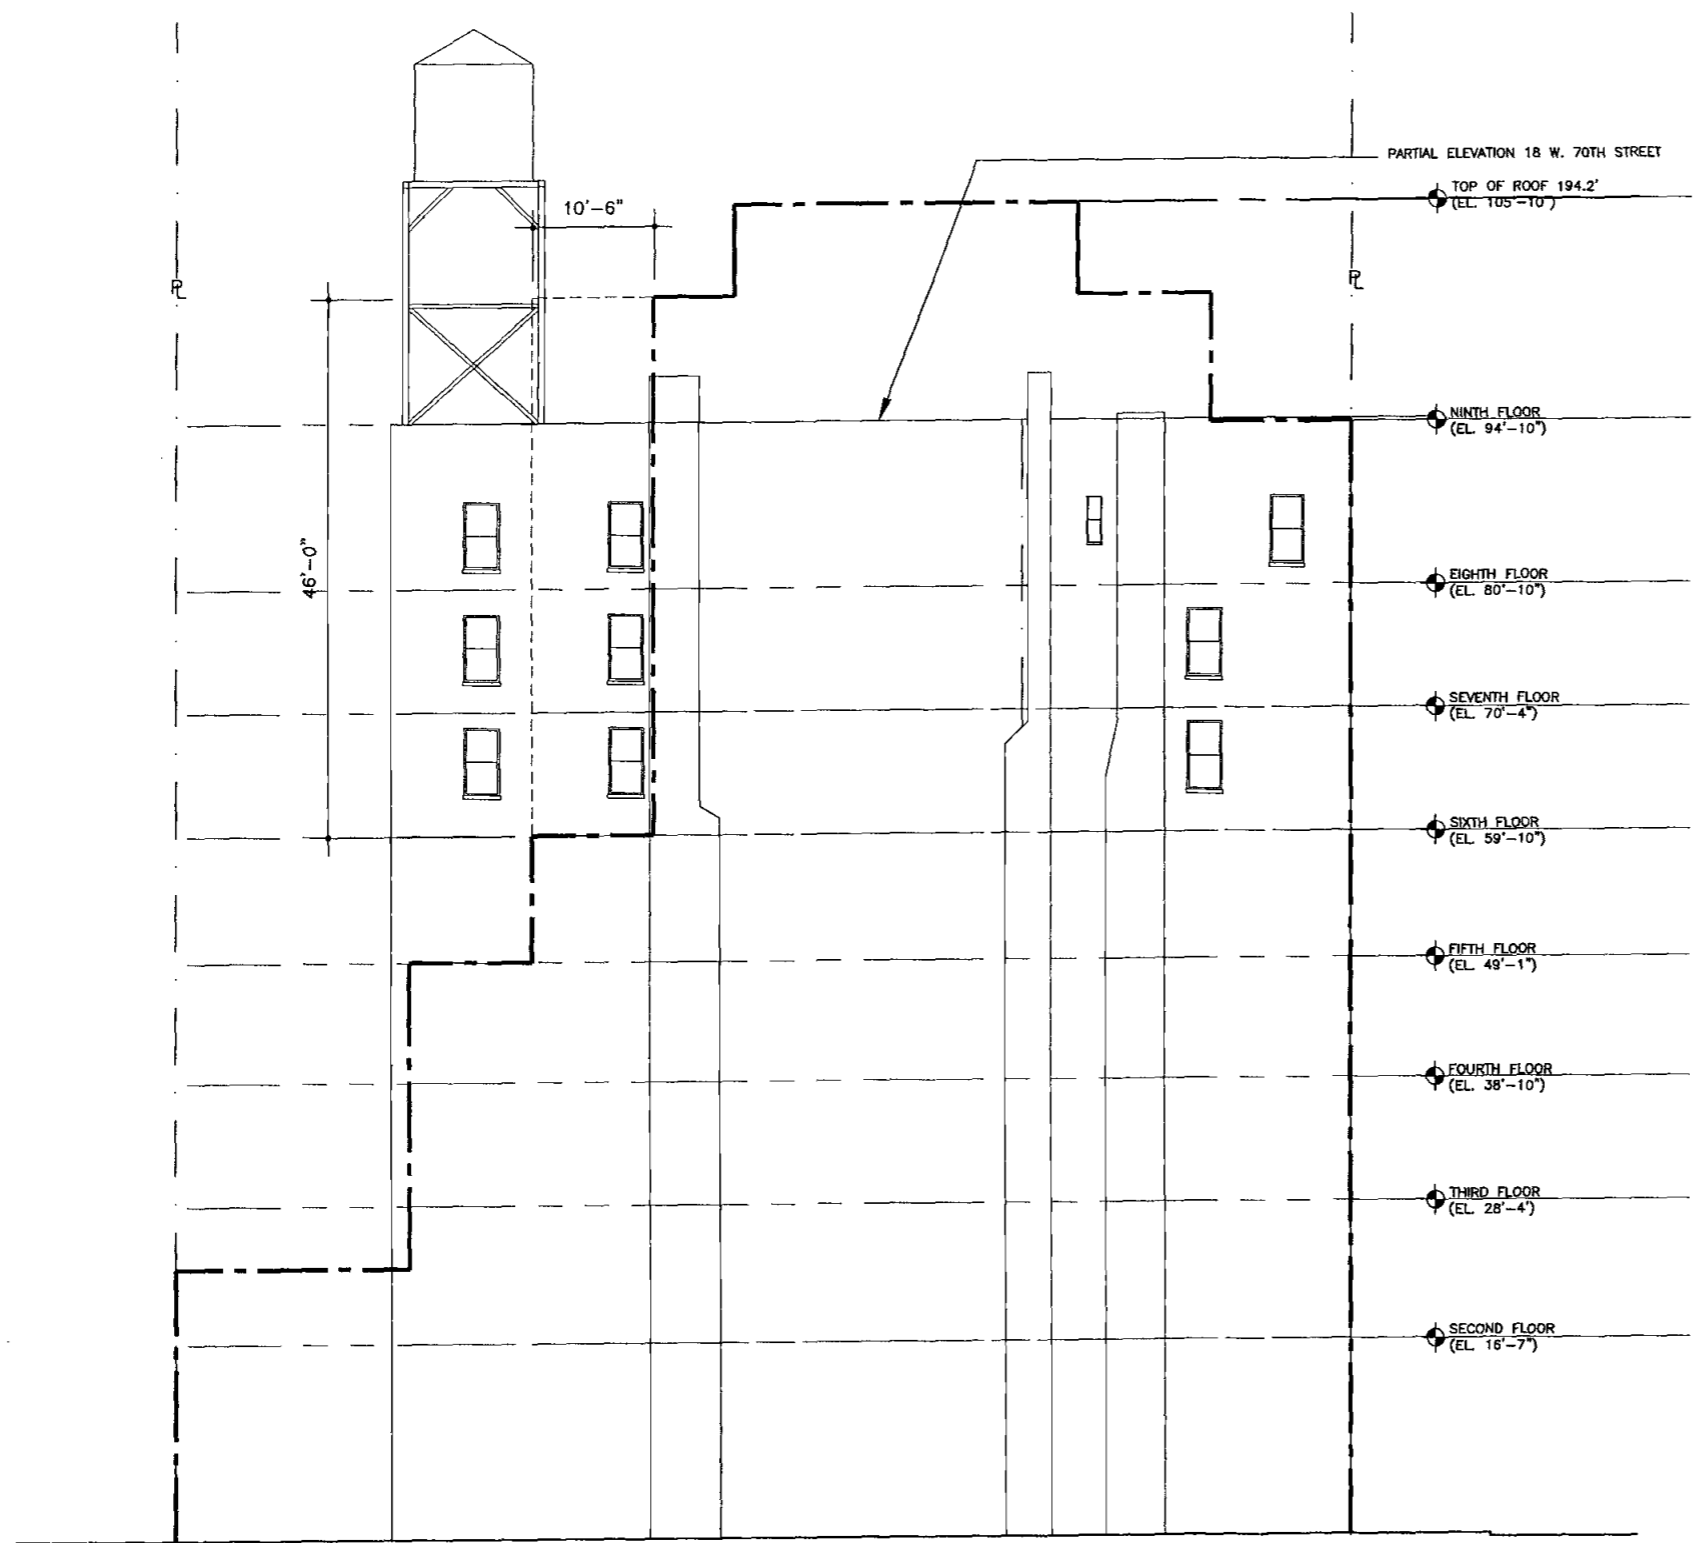 PARTIAL ELEVATION 18 W. 70TH STREET
TOP OF ROOF 194.2'
(EL. 105'-10")
10'-6"
PL
PL
NINTH FLOOR
(EL. 94'-10")
46'-0"
EIGHTH FLOOR
(EL. 80'-10")
SEVENTH FLOOR
(EL. 70'-4")
SIXTH FLOOR
(EL. 59'-10")
FIFTH FLOOR
(EL. 49'-1")
FOURTH FLOOR
(EL. 38'-10")
THIRD FLOOR
(EL. 28'-4")
SECOND FLOOR
(EL. 16'-7")